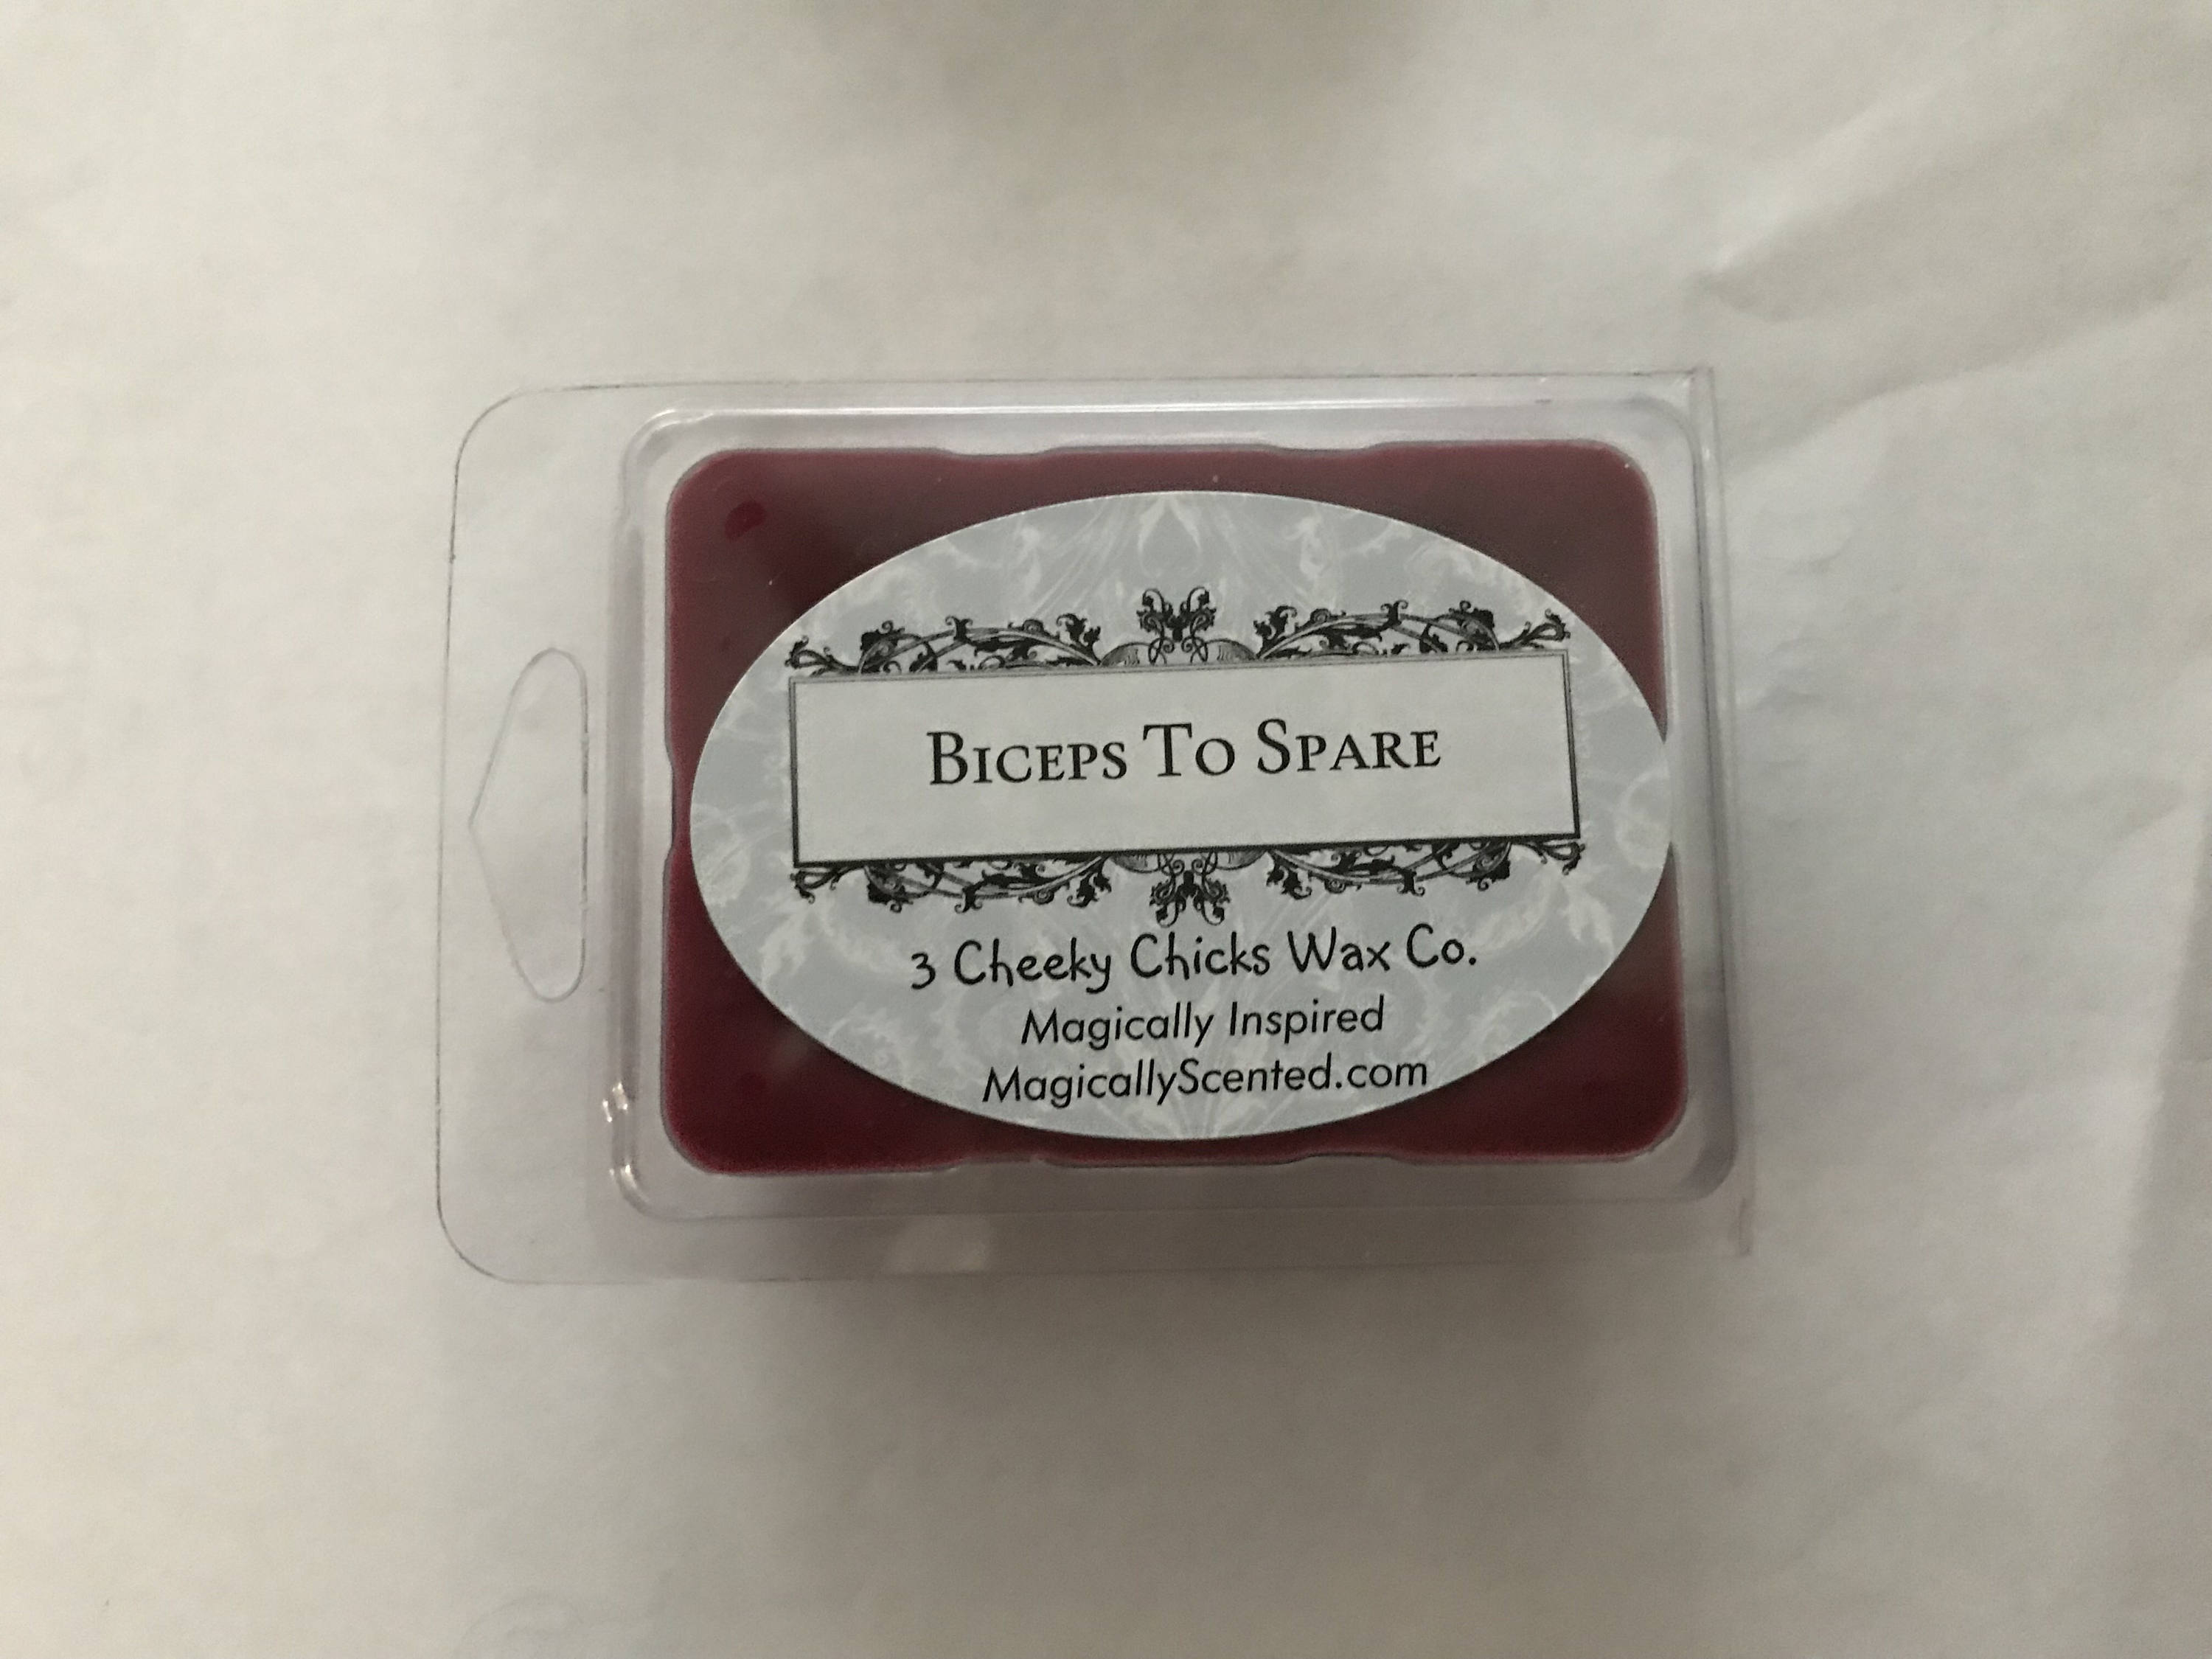 Biceps To Spare
3 Cheeky Chicks Wax Co.
Magically Inspired
MagicallyScented.com